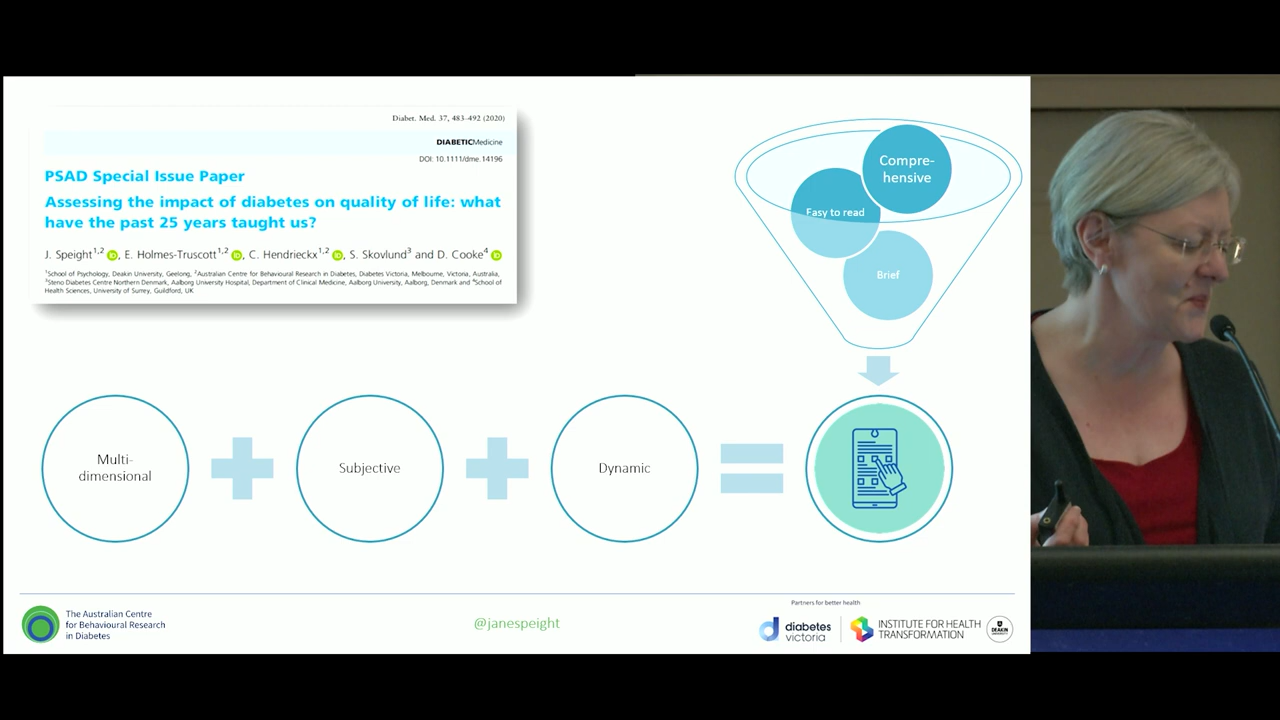 Diabet. Med. 37, 483–492 (2020)
DIABETICMedicine
DOI: 10.1111/dme.14196
PSAD Special Issue Paper
Assessing the impact of diabetes on quality of life: what
have the past 25 years taught us?
J. Speight1,2 iD, E. Holmes-Truscott1,2 iD, C. Hendrieckx1,2 iD, S. Skovlund3 and D. Cooke4 iD
1School of Psychology, Deakin University, Geelong, 2Australian Centre for Behavioural Research in Diabetes, Diabetes Victoria, Melbourne, Victoria, Australia,
3Steno Diabetes Centre Northern Denmark, Aalborg University Hospital, Department of Clinical Medicine, Aalborg University, Aalborg, Denmark and 4School of
Health Sciences, University of Surrey, Guildford, UK
Compre-
hensive
Easy to read
Brief
Multi-
dimensional
Subjective
Dynamic
The Australian Centre
for Behavioural Research
in Diabetes
@janespeight
Partners for better health
diabetes
victoria
INSTITUTE FOR HEALTH
TRANSFORMATION
DEAKIN
UNIVERSITY